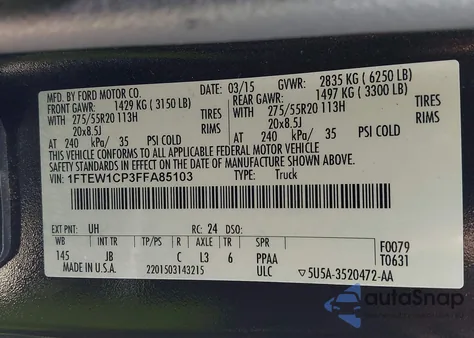 MFD. BY FORD MOTOR CO. 03/15 GVWR: 2835 KG ( 6250 LB)
FRONT GAWR: 1429 KG ( 3150 LB) REAR GAWR: 1497 KG ( 3300 LB)
WITH 275/55R20 113H TIRES WITH 275/55R20 113H TIRES
20x8.5J RIMS 20x8.5J RIMS
AT 240 kPa/ 35 PSI COLD AT 240 kPa/ 35 PSI COLD
THIS VEHICLE CONFORMS TO ALL APPLICABLE FEDERAL MOTOR VEHICLE
SAFETY STANDARDS IN EFFECT ON THE DATE OF MANUFACTURE SHOWN ABOVE.
VIN: 1FTEW1CP3FFA85103 TYPE: Truck
EXT PNT: UH RC: 24 DSO: F0079
WB INT TR TP/PS R AXLE TR SPR T0631
145 JB C L3 6 PPAA
MADE IN U.S.A. 2201503143215 ULC 5U5A-3520472-AA
autoSnap
www.autosnap.com